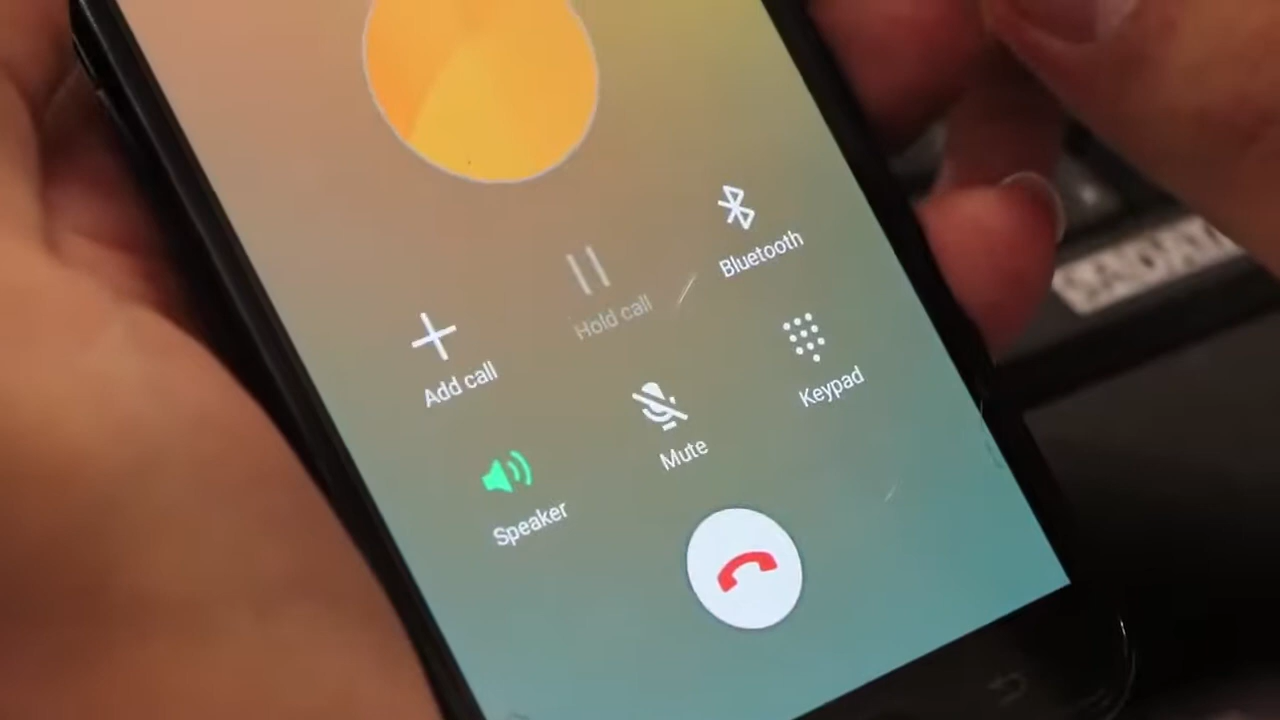 Add call
Hold call
Bluetooth
Speaker
Mute
Keypad